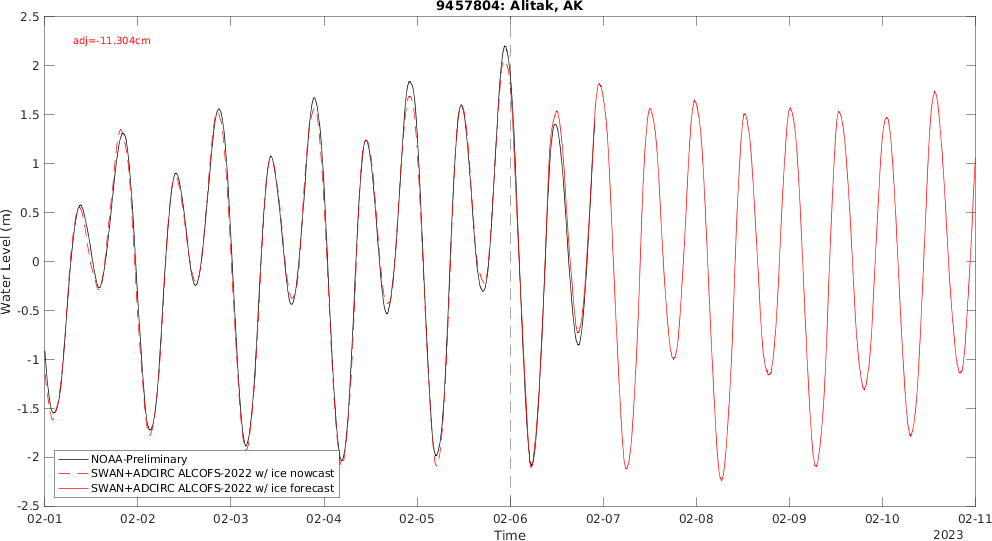 9457804: Alitak, AK
adj=-11.304cm
2.5
2
1.5
1
0.5
0
-0.5
-1
-1.5
-2
-2.5
Water Level (m)
NOAA-Preliminary
SWAN+ADCIRC ALCOFS-2022 w/ ice nowcast
SWAN+ADCIRC ALCOFS-2022 w/ ice forecast
02-01 02-02 02-03 02-04 02-05 02-06 02-07 02-08 02-09 02-10 02-11
Time
2023